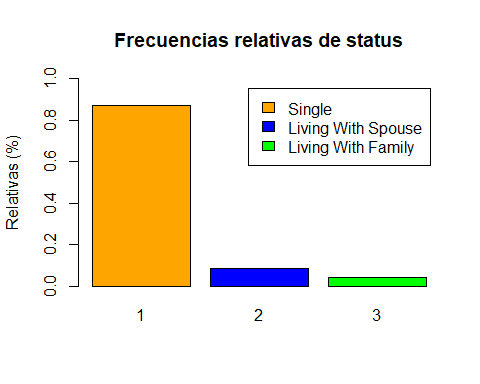 Frecuencias relativas de status
Relativas (%)
1.0
0.8
0.6
0.4
0.2
0.0
Single
Living With Spouse
Living With Family
1 2 3